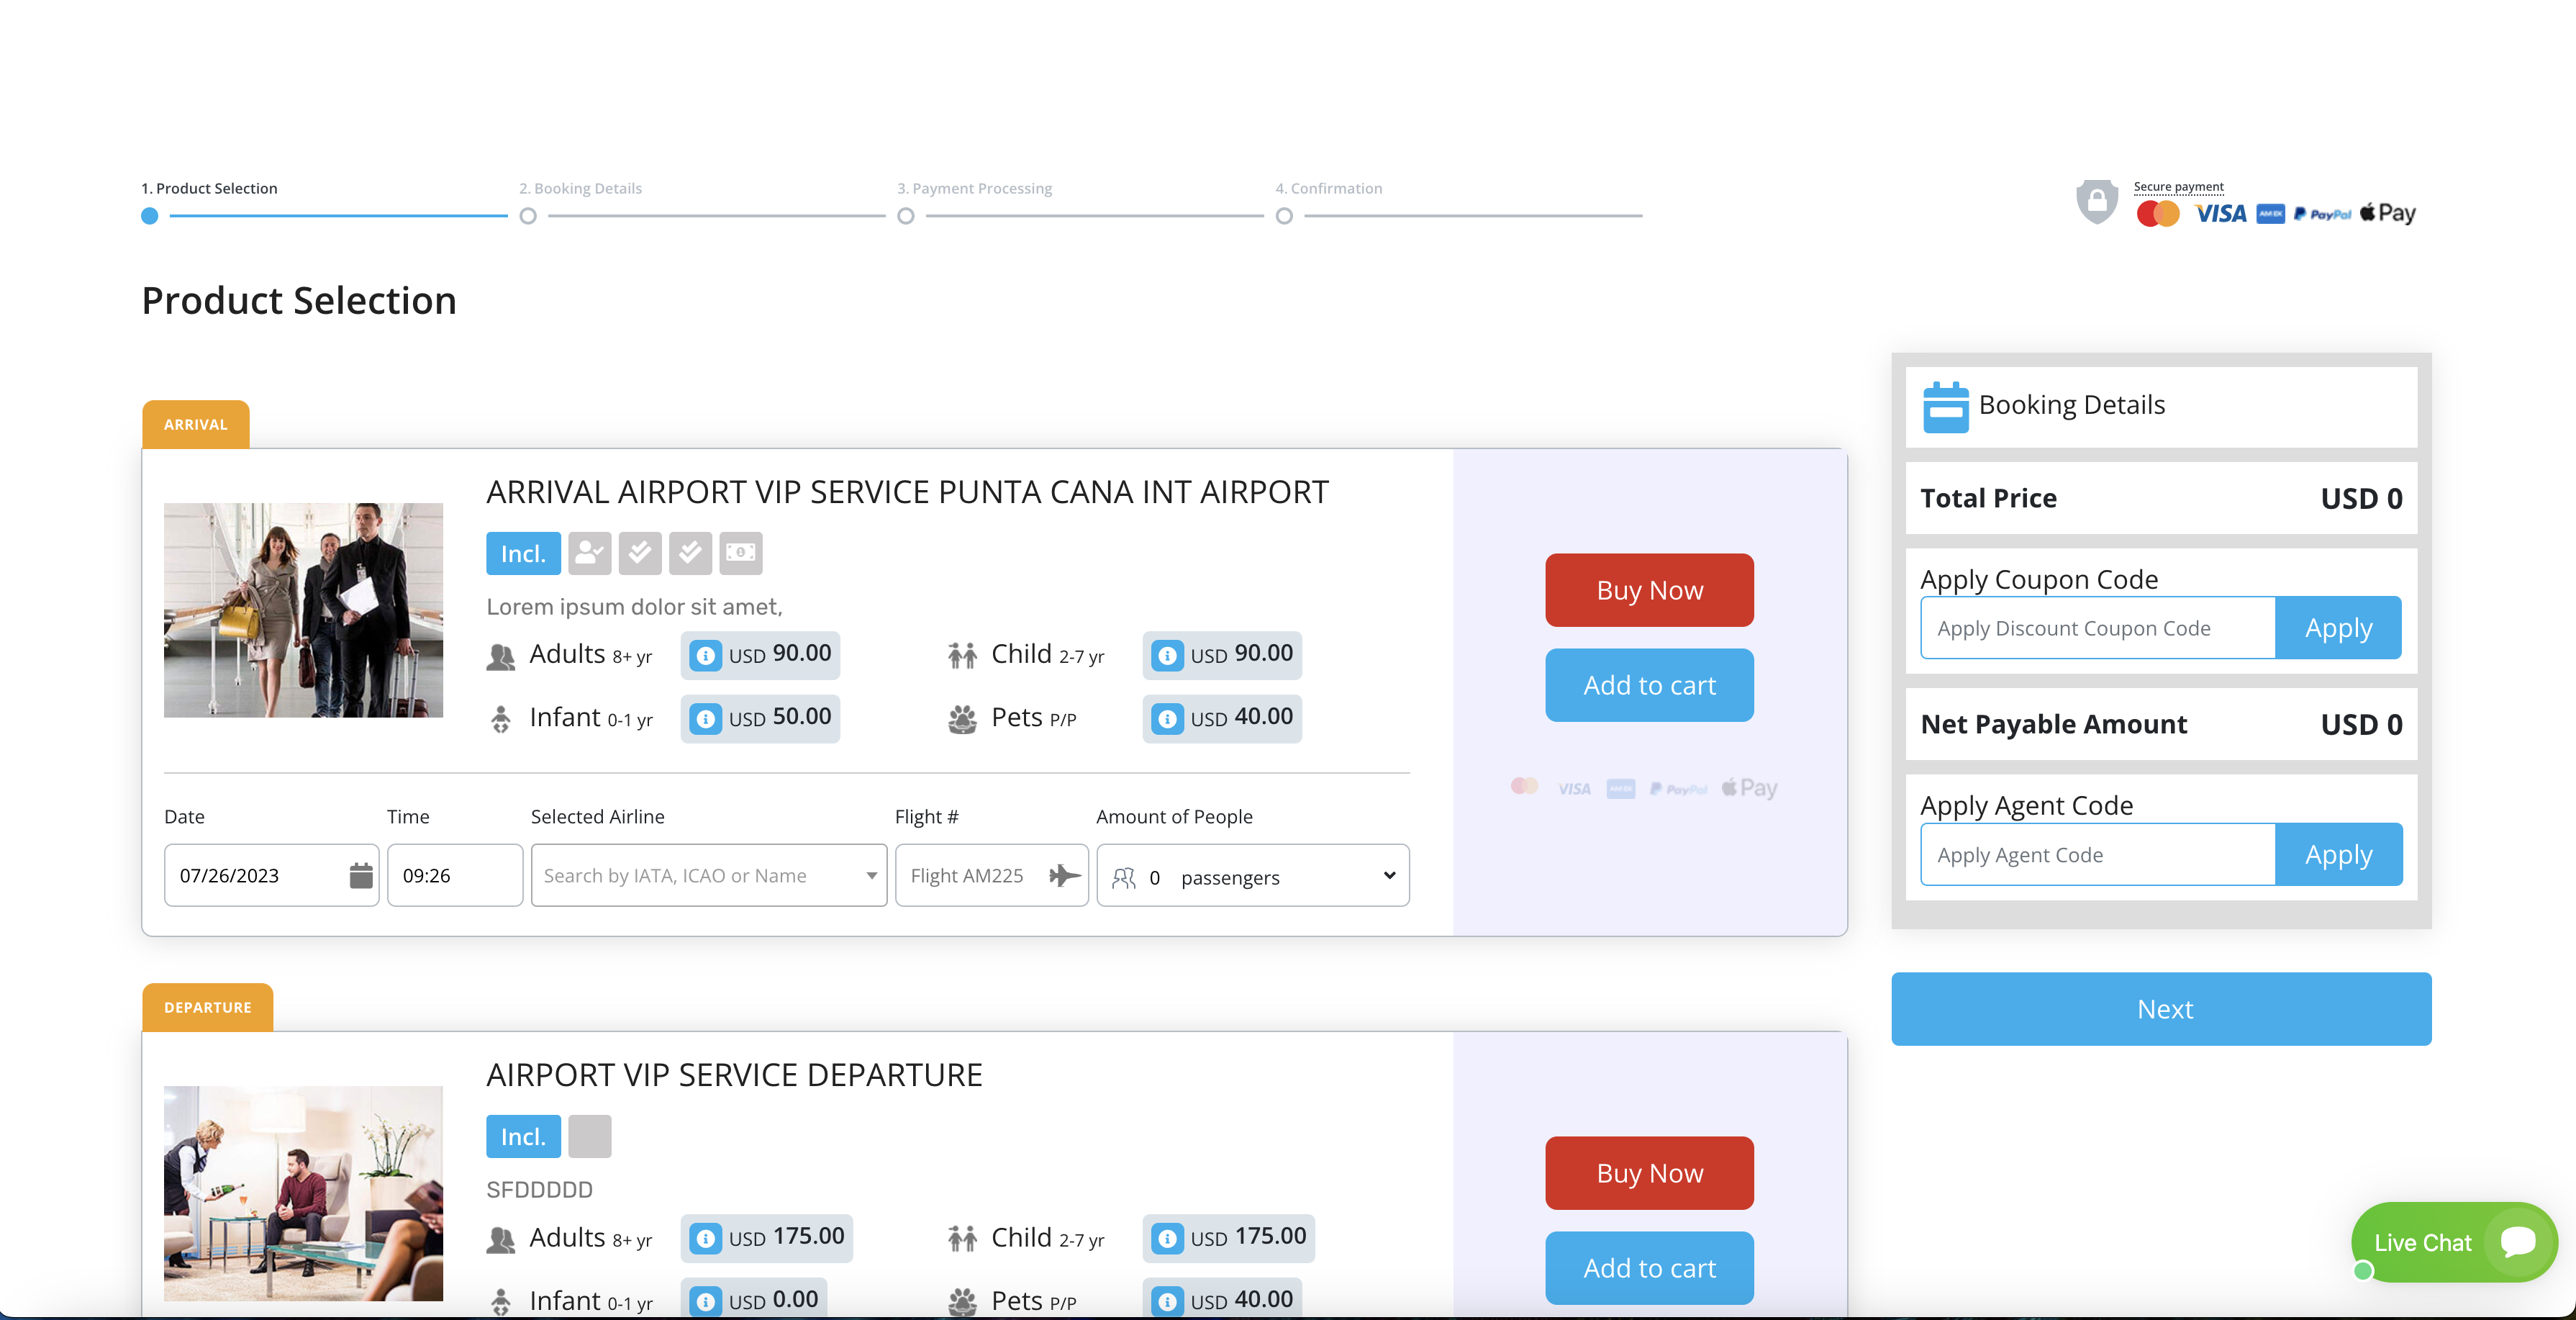 1. Product Selection
2. Booking Details
3. Payment Processing
4. Confirmation
Secure payment
VISA
AM EX
PayPal
Pay
Product Selection
ARRIVAL
ARRIVAL AIRPORT VIP SERVICE PUNTA CANA INT AIRPORT
Incl.
Lorem ipsum dolor sit amet,
Adults 8+ yr
USD 90.00
Child 2-7 yr
USD 90.00
Infant 0-1 yr
USD 50.00
Pets P/P
USD 40.00
Buy Now
Add to cart
VISA
AM EX
PayPal
Pay
Date
Time
Selected Airline
Flight #
Amount of People
07/26/2023
09:26
Search by IATA, ICAO or Name
Flight AM225
0 passengers
Booking Details
Total Price
USD 0
Apply Coupon Code
Apply Discount Coupon Code
Apply
Net Payable Amount
USD 0
Apply Agent Code
Apply Agent Code
Apply
Next
DEPARTURE
AIRPORT VIP SERVICE DEPARTURE
Incl.
SFDDDDD
Adults 8+ yr
USD 175.00
Child 2-7 yr
USD 175.00
Infant 0-1 yr
USD 0.00
Pets P/P
USD 40.00
Buy Now
Add to cart
Live Chat